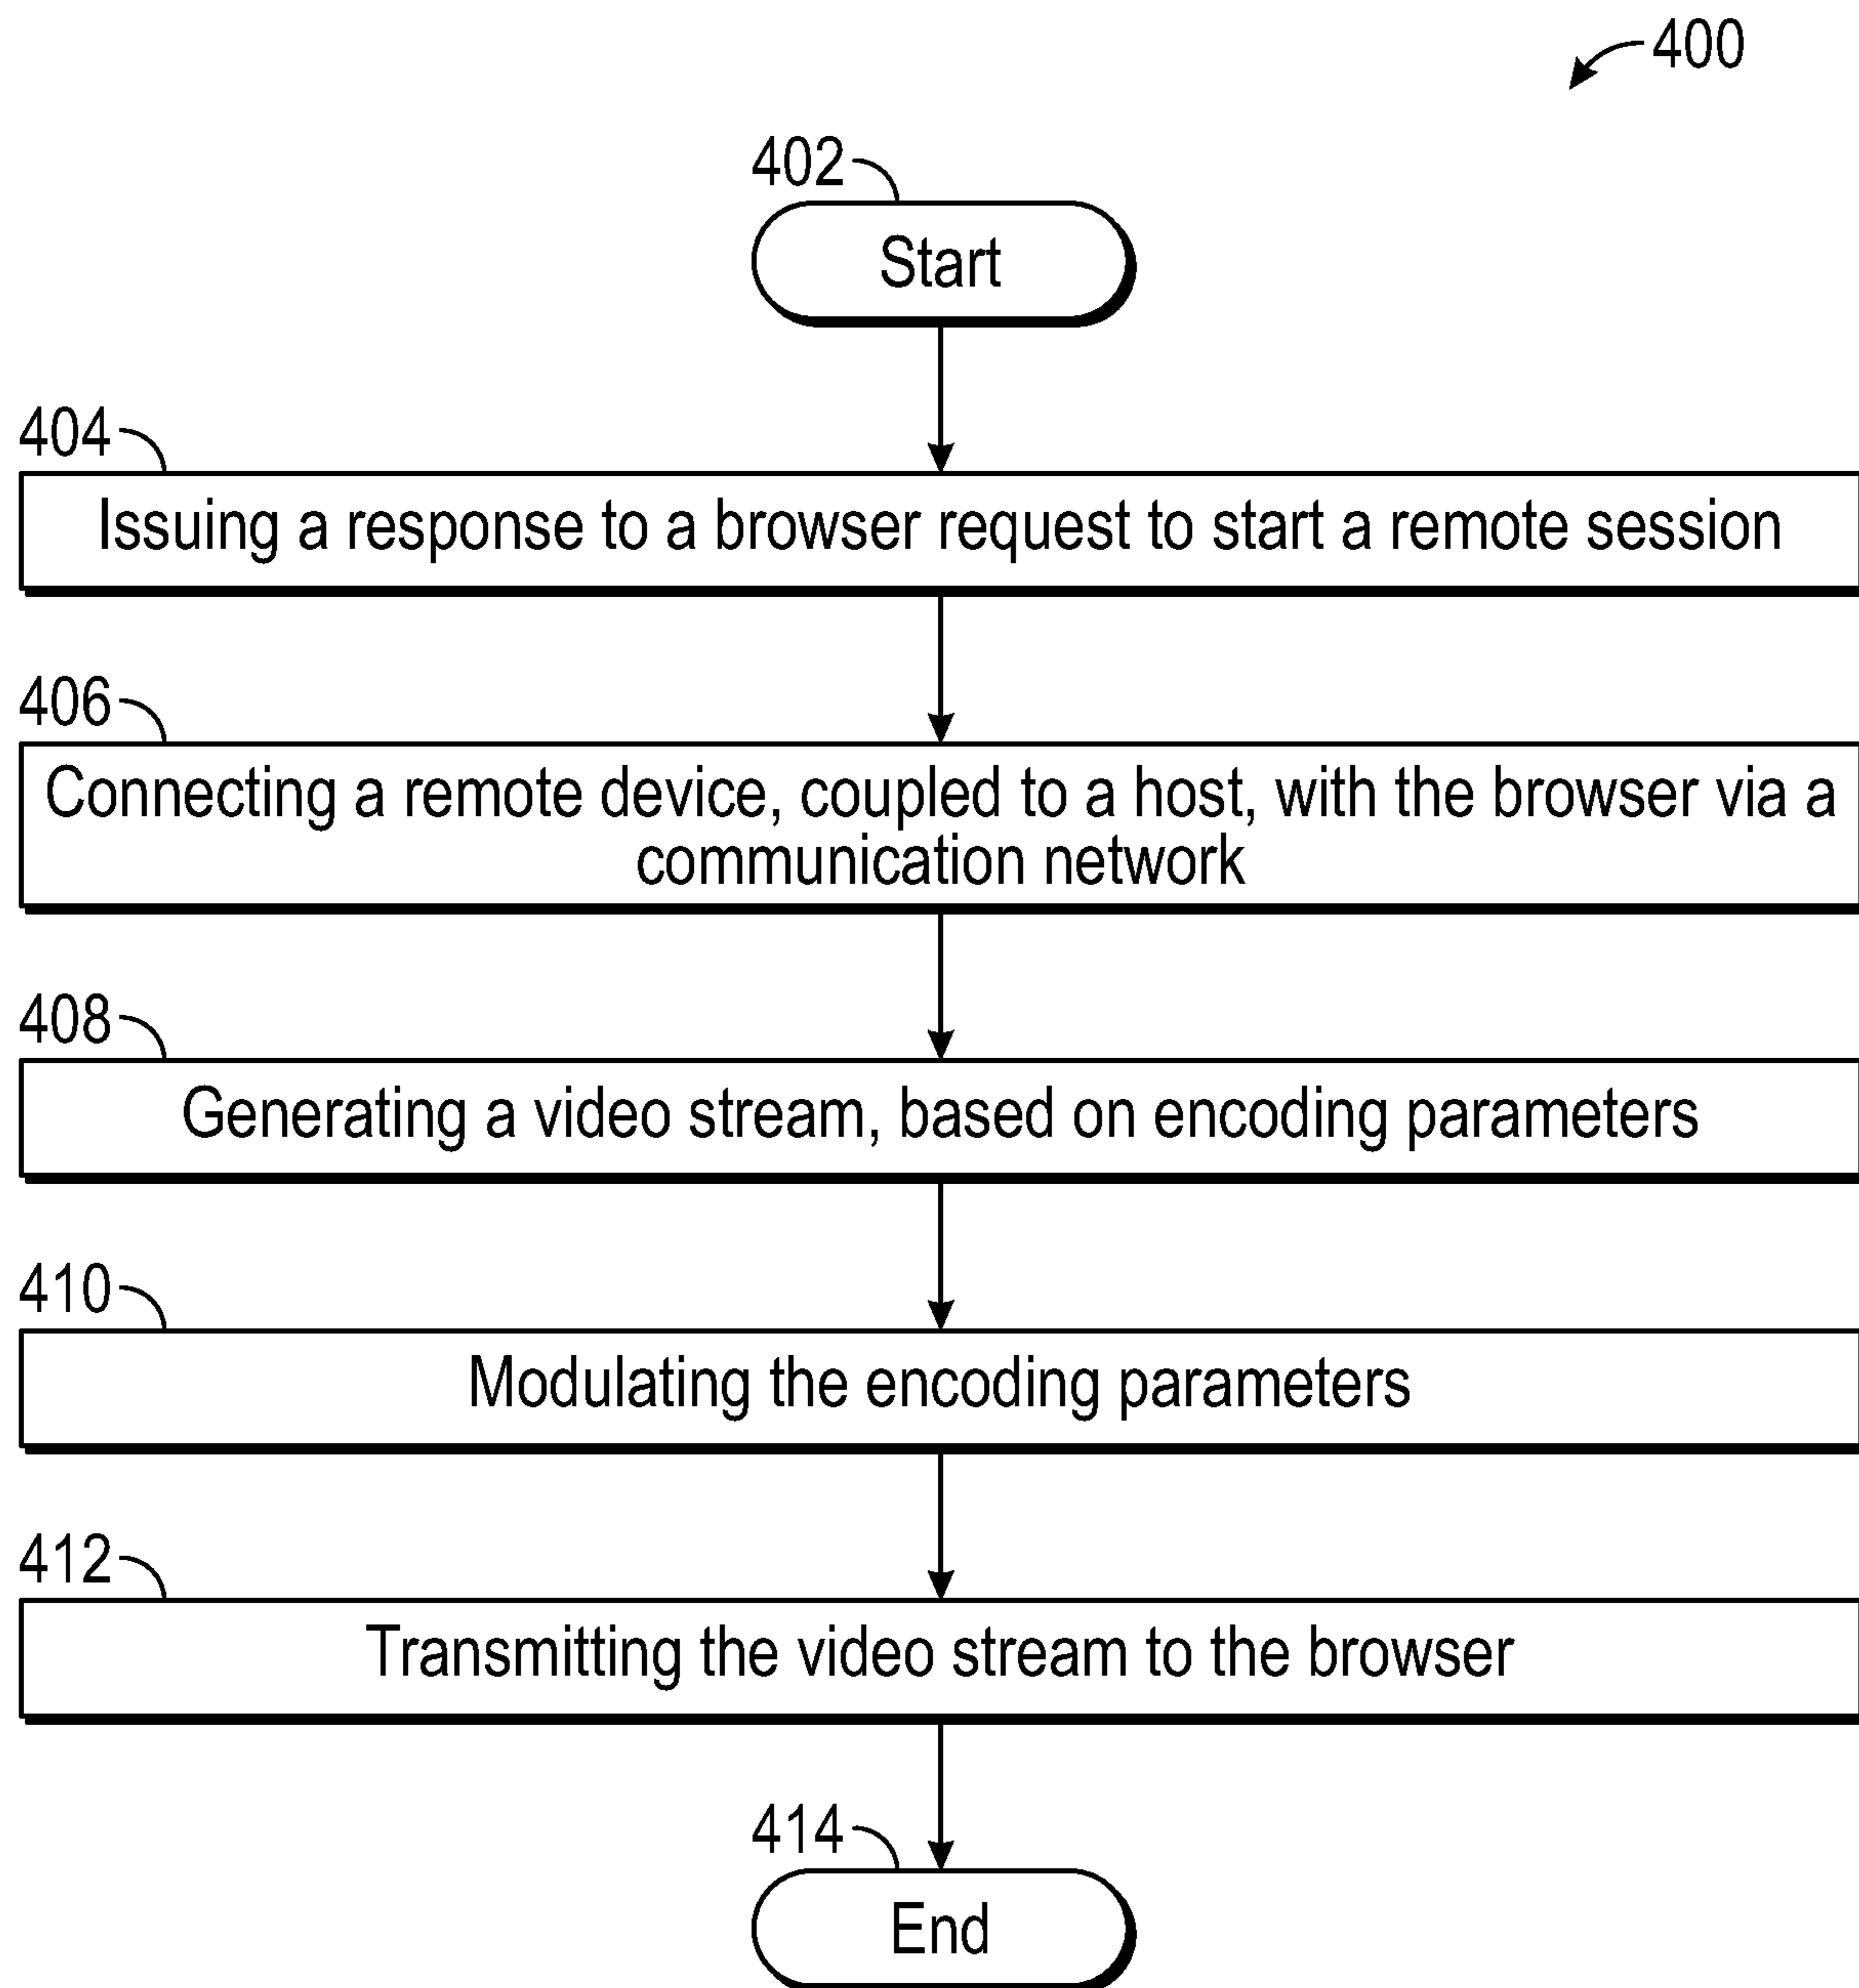 400
402
Start
404
Issuing a response to a browser request to start a remote session
406
Connecting a remote device, coupled to a host, with the browser via a
communication network
408
Generating a video stream, based on encoding parameters
410
Modulating the encoding parameters
412
Transmitting the video stream to the browser
414
End